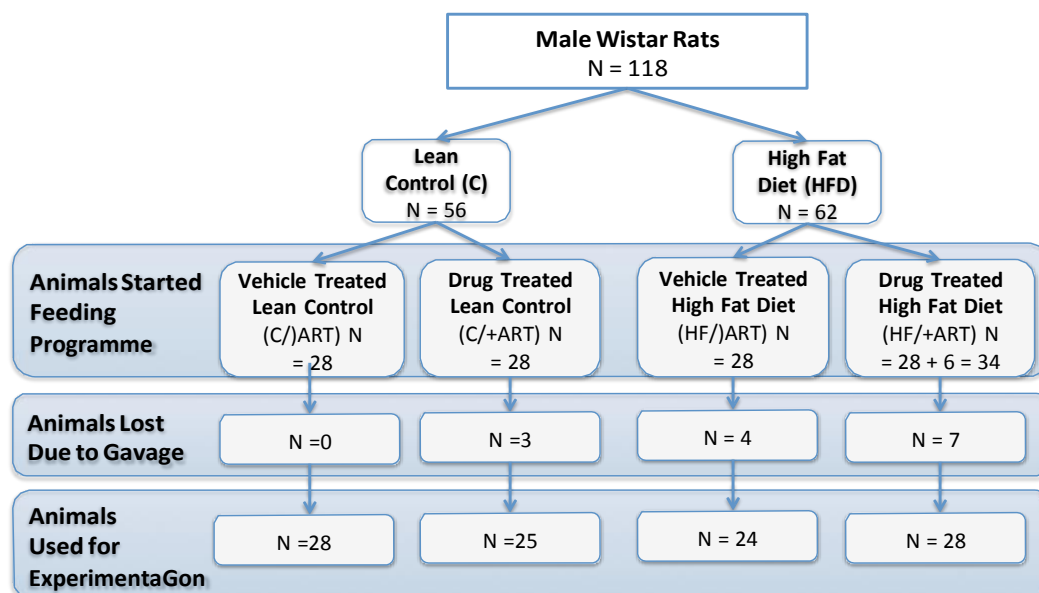 Male Wistar Rats
N = 118
Lean
Control (C)
N = 56
High Fat
Diet (HFD)
N = 62
Animals Started
Feeding
Programme
Vehicle Treated
Lean Control
(C/)ART) N
= 28
Drug Treated
Lean Control
(C/+ART) N
= 28
Vehicle Treated
High Fat Diet
(HF/)ART) N
= 28
Drug Treated
High Fat Diet
(HF/+ART) N
= 28 + 6 = 34
Animals Lost
Due to Gavage
N =0
N =3
N = 4
N = 7
Animals
Used for
ExperimentaGon
N =28
N =25
N = 24
N = 28